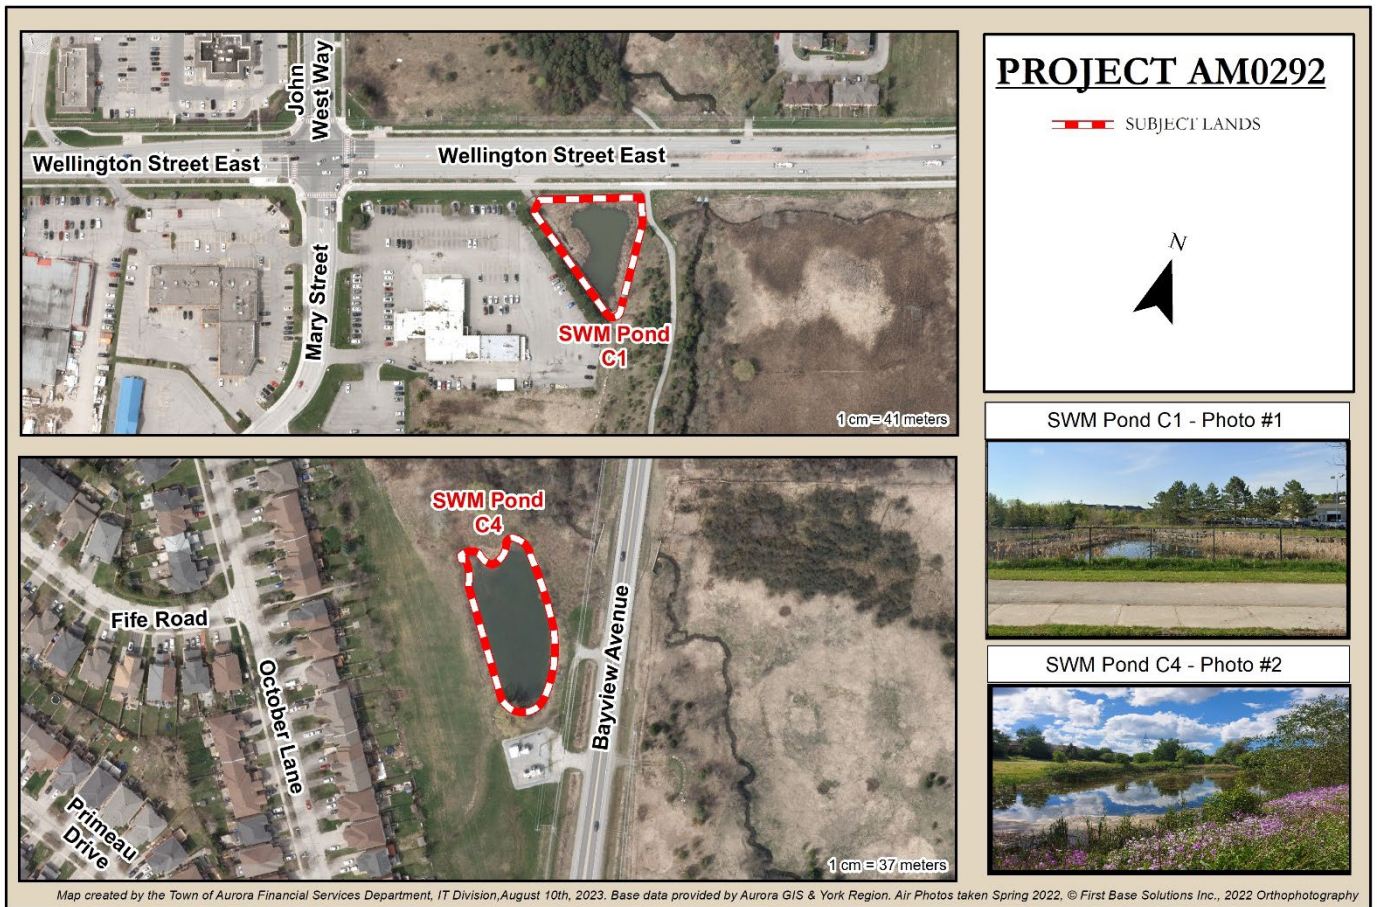 John
West Way
Wellington Street East
Wellington Street East
Mary Street
SWM Pond
C1
1 cm = 41 meters
SWM Pond
C4
Fife Road
October Lane
Bayview Avenue
Primeau
Drive
1 cm = 37 meters
PROJECT AM0292
SUBJECT LANDS
N
SWM Pond C1 - Photo #1
SWM Pond C4 - Photo #2
Map created by the Town of Aurora Financial Services Department, IT Division,August 10th, 2023. Base data provided by Aurora GIS & York Region. Air Photos taken Spring 2022, © First Base Solutions Inc., 2022 Orthophotography